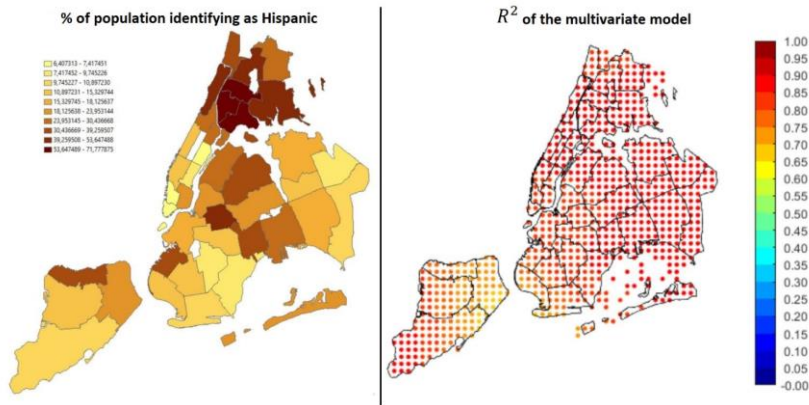 % of population identifying as Hispanic
6,407313 - 7,417451
7,417452 - 9,745226
9,745227 - 10,897230
10,897231 - 15,329744
15,329745 - 18,125637
18,125638 - 23,953144
23,953145 - 30,436668
30,436669 - 39,259507
39,259508 - 53,647488
53,647489 - 71,777875
R² of the multivariate model
1.00
0.95
0.90
0.85
0.80
0.75
0.70
0.65
0.60
0.55
0.50
0.45
0.40
0.35
0.30
0.25
0.20
0.15
0.10
0.05
0.00